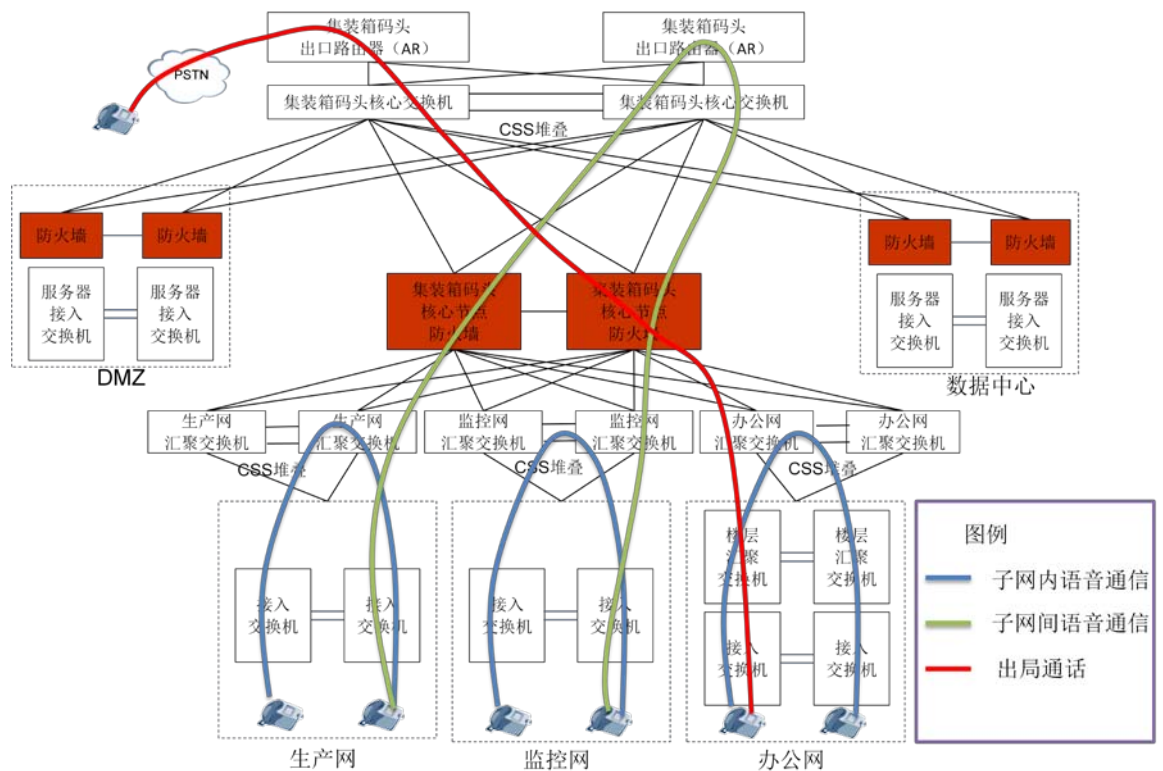 集装箱码头
出口路由器（AR）
集装箱码头
出口路由器（AR）
PSTN
集装箱码头核心交换机
集装箱码头核心交换机
CSS堆叠
防火墙
防火墙
防火墙
防火墙
服务器
接入
交换机
服务器
接入
交换机
DMZ
集装箱码头
核心节点
防火墙
集装箱码头
核心节点
防火墙
服务器
接入
交换机
服务器
接入
交换机
数据中心
生产网
汇聚交换机
生产网
汇聚交换机
监控网
汇聚交换机
监控网
汇聚交换机
办公网
汇聚交换机
办公网
汇聚交换机
CSS堆叠
CSS堆叠
CSS堆叠
接入
交换机
接入
交换机
接入
交换机
接入
交换机
楼层
汇聚
交换机
楼层
汇聚
交换机
接入
交换机
接入
交换机
生产网
监控网
办公网
图例
子网内语音通信
子网间语音通信
出局通话